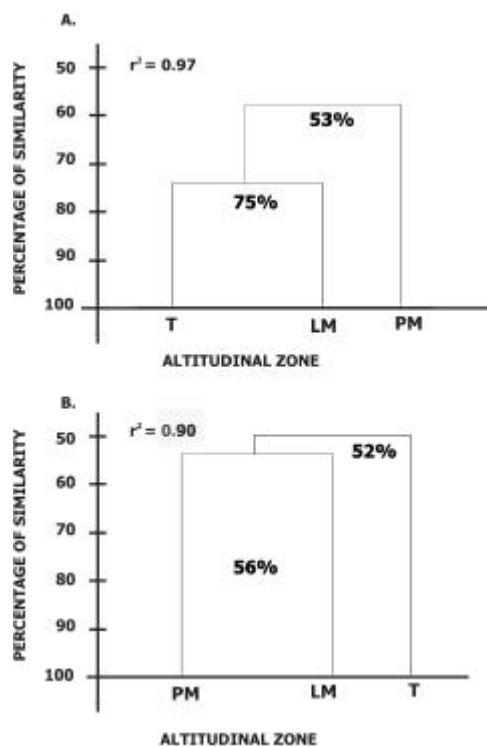 A.
PERCENTAGE OF SIMILARITY
r² = 0.97
50
60
70
80
90
100
53%
75%
T LM PM
ALTITUDINAL ZONE
B.
PERCENTAGE OF SIMILARITY
r² = 0.90
50
60
70
80
90
100
52%
56%
PM LM T
ALTITUDINAL ZONE